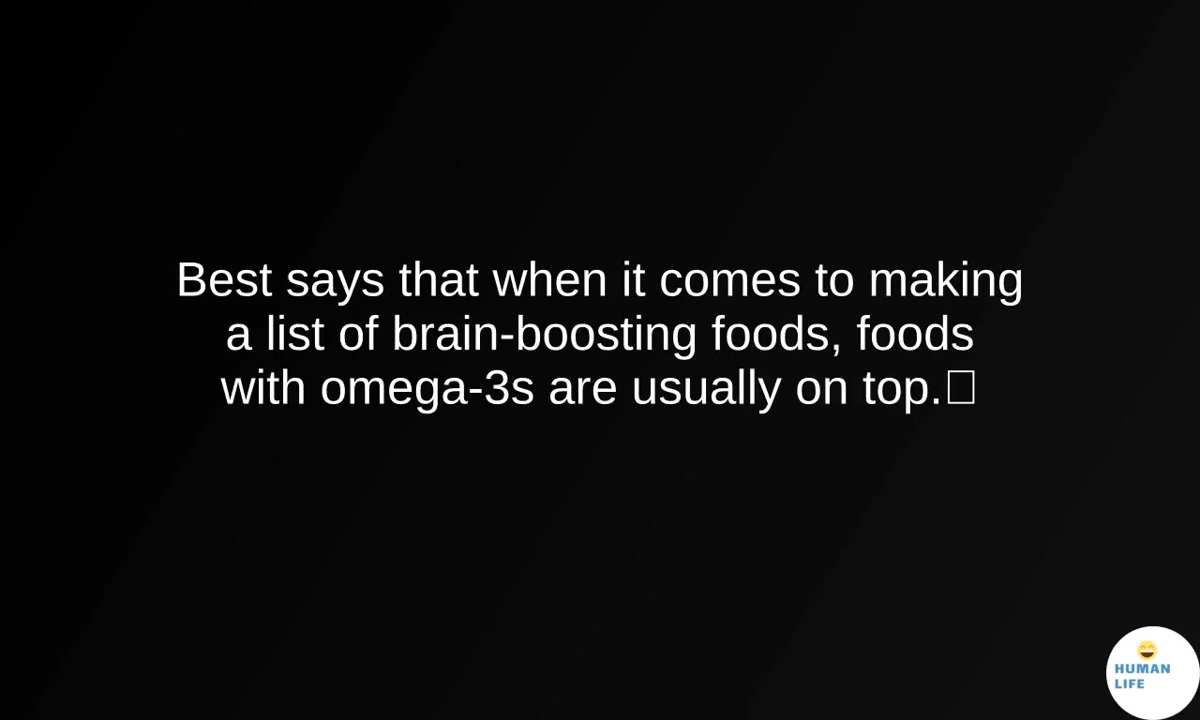 Best says that when it comes to making
a list of brain-boosting foods, foods
with omega-3s are usually on top.
HUMAN
LIFE